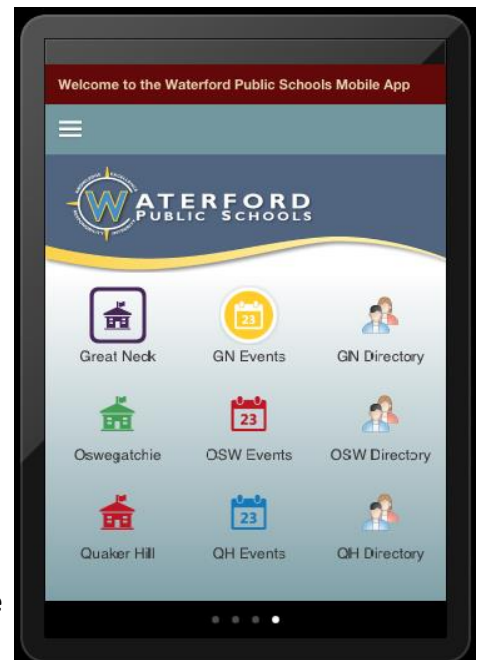 Welcome to the Waterford Public Schools Mobile App
WATERFORD
PUBLIC SCHOOLS
23
Great Neck GN Events GN Directory
23
Oswegatchie OSW Events OSW Directory
23
Quaker Hill QH Events QH Directory
e